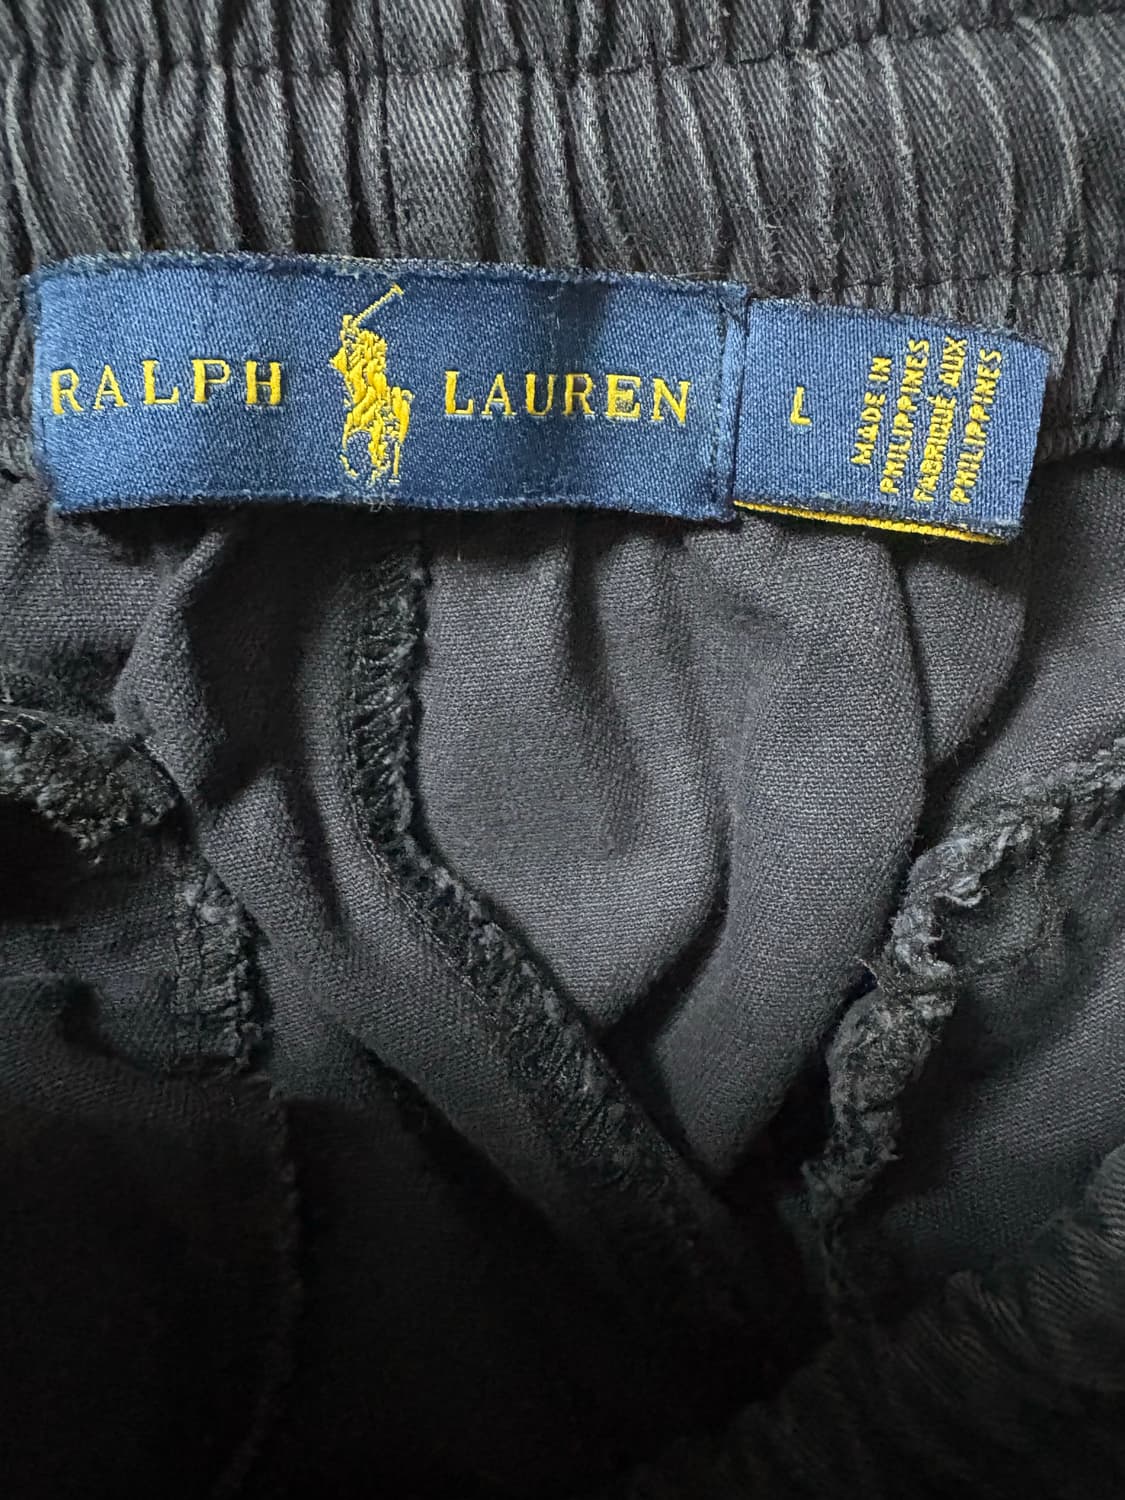 RALPH LAUREN
L
MADE IN
PHILIPPINES
FABRIQUÉ AUX
PHILIPPINES